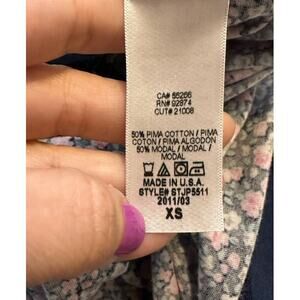 CA# 55266
RN# 92874
CUT# 21008
50% PIMA COTTON / PIMA
COTON / PIMA ALGODON
50% MODAL / MODAL /
MODAL
MADE IN U.S.A.
STYLE# STJP5511
2011/03
XS